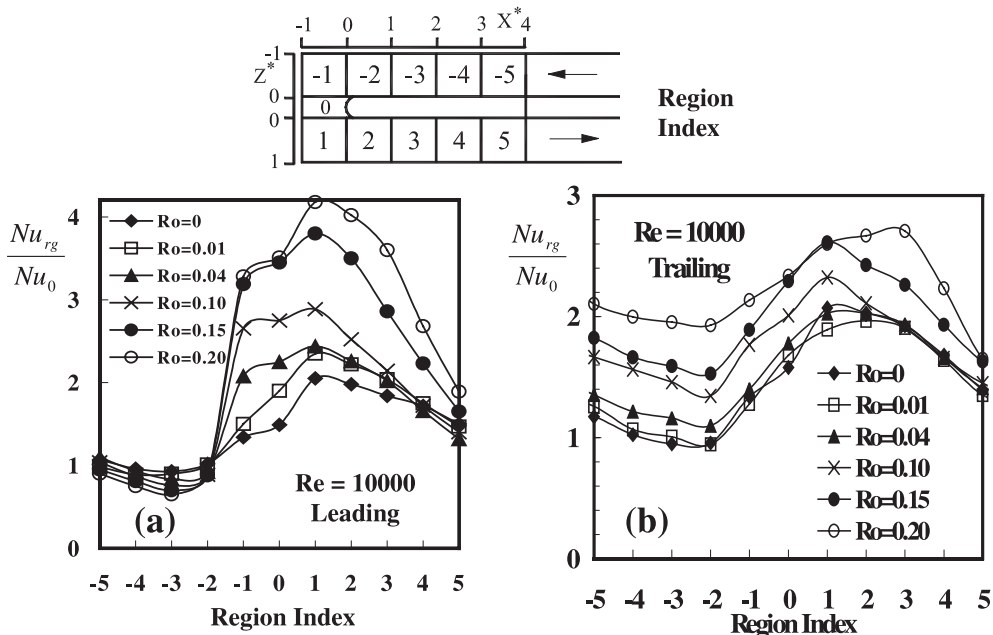 -1 0 1 2 3 X* 4
-1
Z*
0
0
1
-1 -2 -3 -4 -5
0
1 2 3 4 5
Region
Index
Nu_rg
Nu_0
4
3
2
1
0
Ro=0
Ro=0.01
Ro=0.04
Ro=0.10
Ro=0.15
Ro=0.20
(a)
Re = 10000
Leading
-5 -4 -3 -2 -1 0 1 2 3 4 5
Region Index
Nu_rg
Nu_0
3
2
1
0
Re = 10000
Trailing
Ro=0
Ro=0.01
Ro=0.04
Ro=0.10
Ro=0.15
Ro=0.20
(b)
-5 -4 -3 -2 -1 0 1 2 3 4 5
Region Index